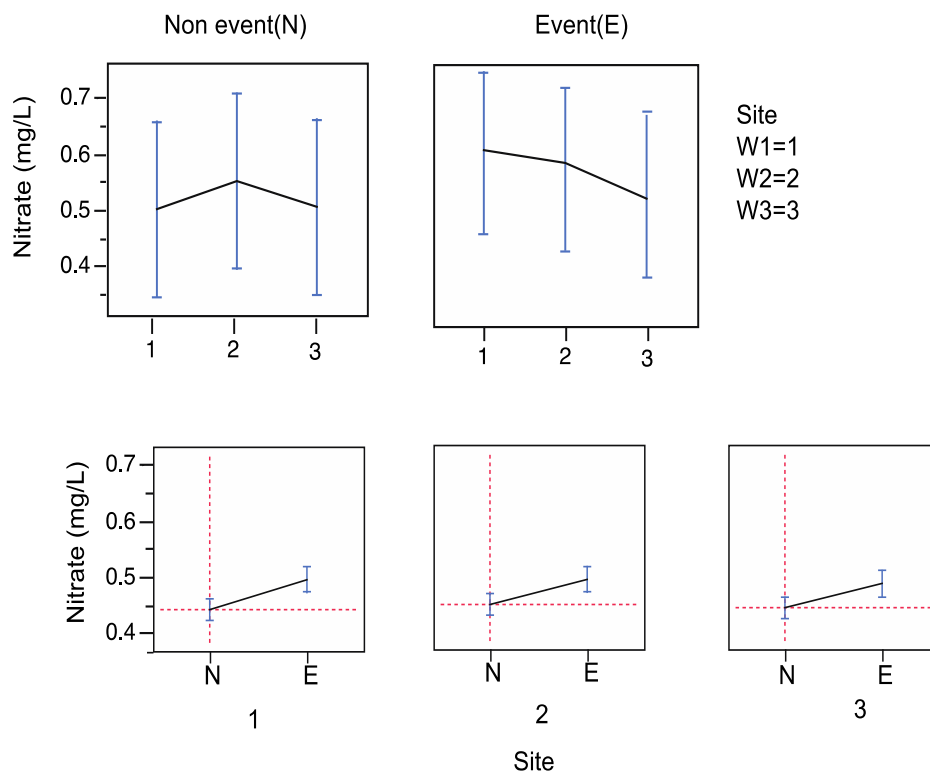 Non event(N)
Event(E)
Nitrate (mg/L)
0.7
0.6
0.5
0.4
1 2 3
1 2 3
Site
W1=1
W2=2
W3=3
Nitrate (mg/L)
0.7
0.6
0.5
0.4
N E
N E
N E
1
2
3
Site